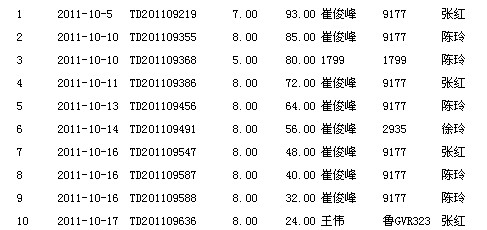 1 2011-10-5 TD201109219 7.00 93.00 崔俊峰 9177 张红
2 2011-10-10 TD201109355 8.00 85.00 崔俊峰 9177 陈玲
3 2011-10-10 TD201109368 5.00 80.00 1799 1799 陈玲
4 2011-10-11 TD201109386 8.00 72.00 崔俊峰 9177 张红
5 2011-10-13 TD201109456 8.00 64.00 崔俊峰 9177 陈玲
6 2011-10-14 TD201109491 8.00 56.00 崔俊峰 2935 徐玲
7 2011-10-16 TD201109547 8.00 48.00 崔俊峰 9177 张红
8 2011-10-16 TD201109587 8.00 40.00 崔俊峰 9177 陈玲
9 2011-10-16 TD201109588 8.00 32.00 崔俊峰 9177 陈玲
10 2011-10-17 TD201109636 8.00 24.00 王伟 鲁GVR323 张红